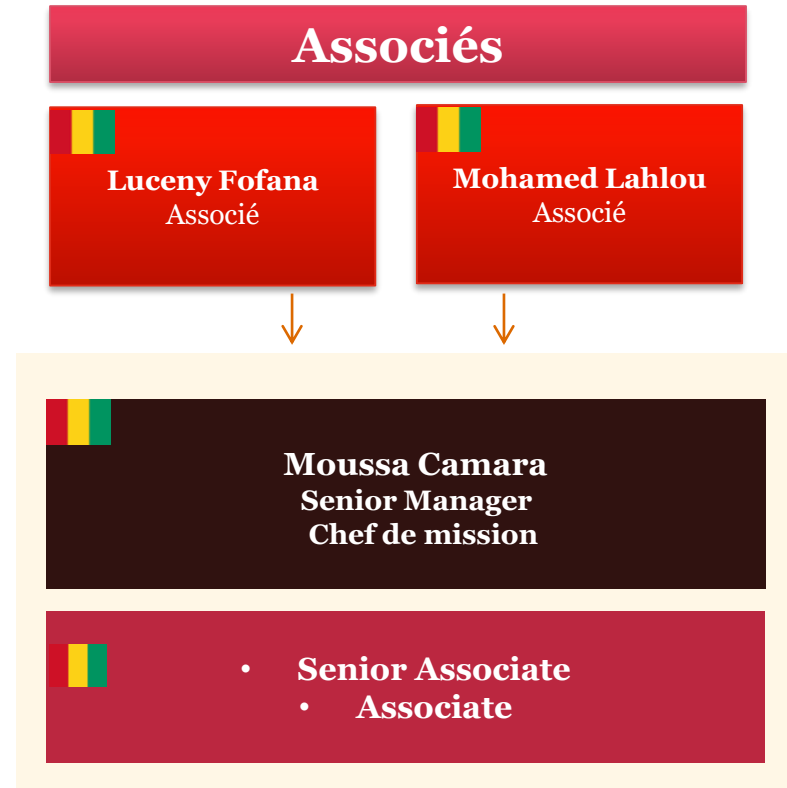 Associés
Luceny Fofana
Associé
Mohamed Lahlou
Associé
Moussa Camara
Senior Manager
Chef de mission
• Senior Associate
• Associate